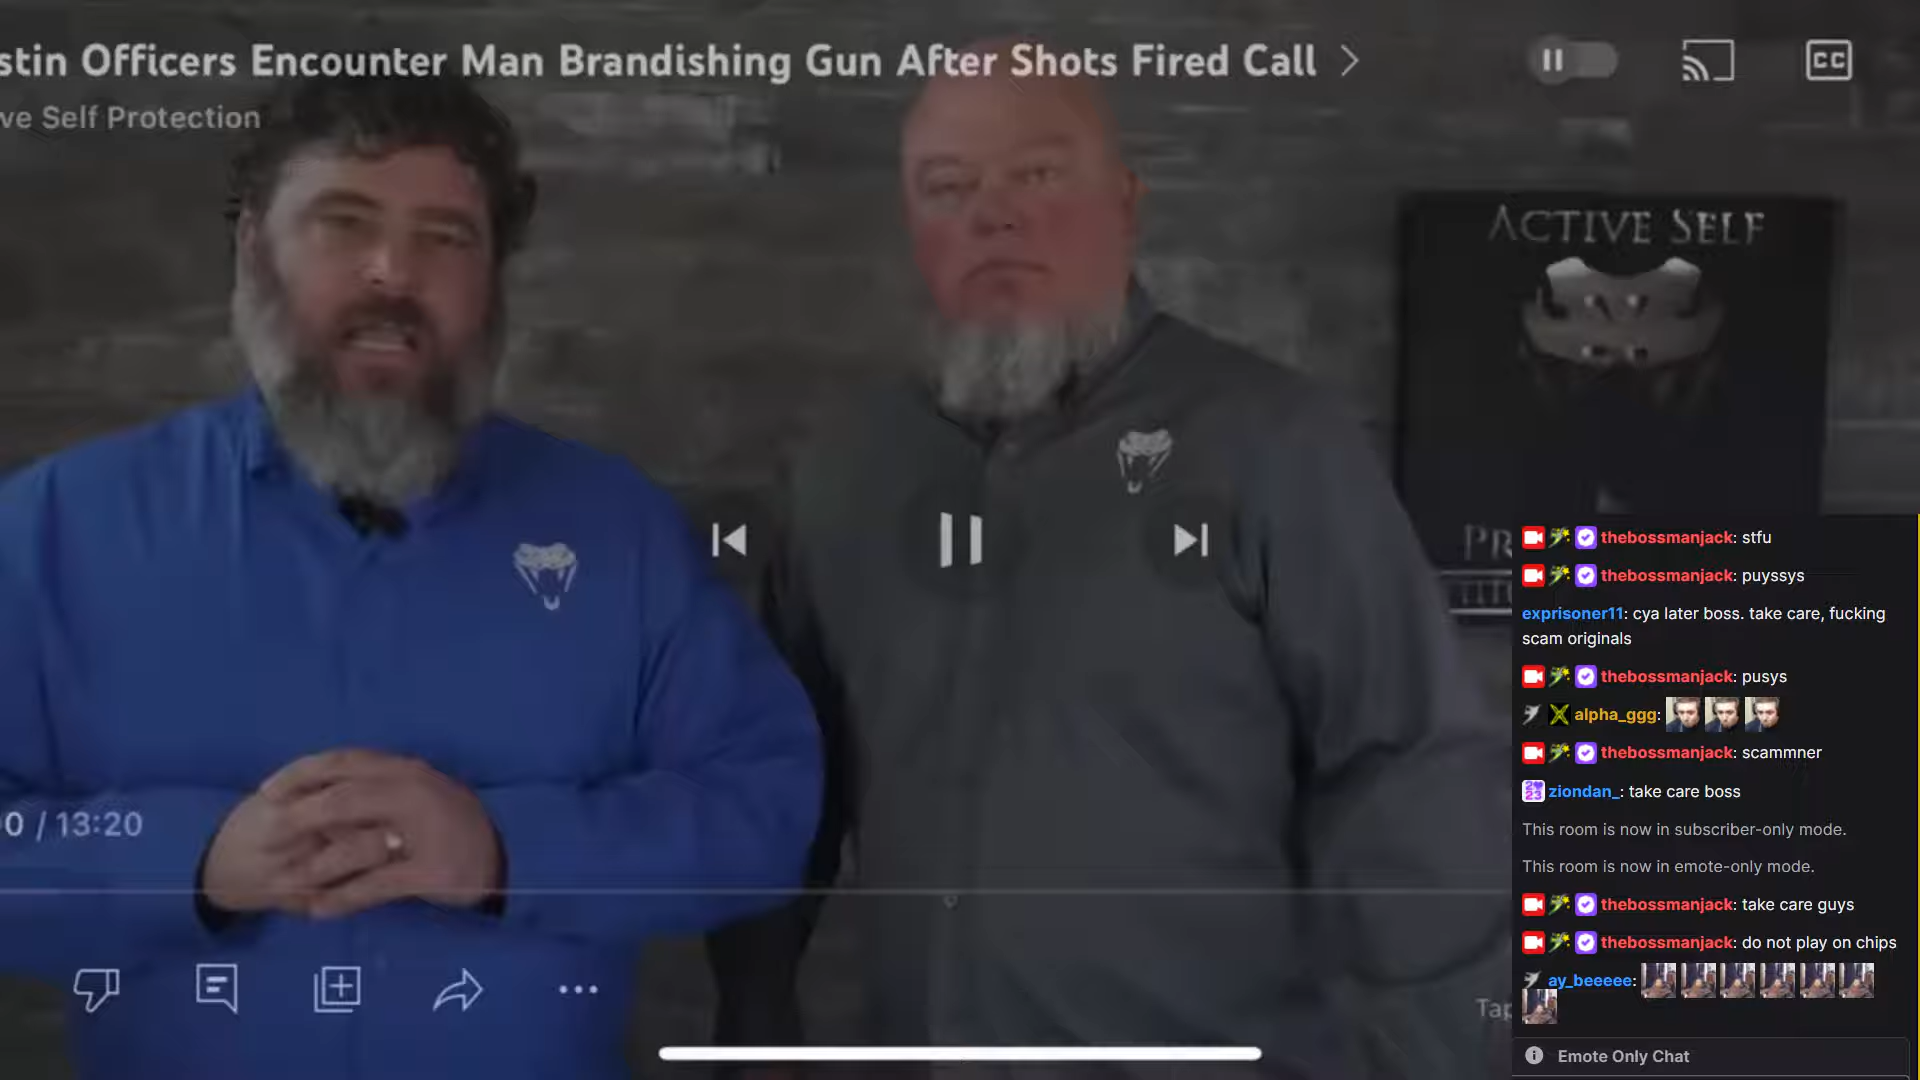 stin Officers Encounter Man Brandishing Gun After Shots Fired Call
ve Self Protection
CC
ACTIVE SELF
PR
0 / 13:20
thebossmanjack: stfu
thebossmanjack: puyssys
exprisoner11: cya later boss. take care, fucking
scam originals
thebossmanjack: pusys
alpha_ggg:
thebossmanjack: scammner
ziondan_: take care boss
This room is now in subscriber-only mode.
This room is now in emote-only mode.
thebossmanjack: take care guys
thebossmanjack: do not play on chips
ay_beeeee:
Tap
Emote Only Chat